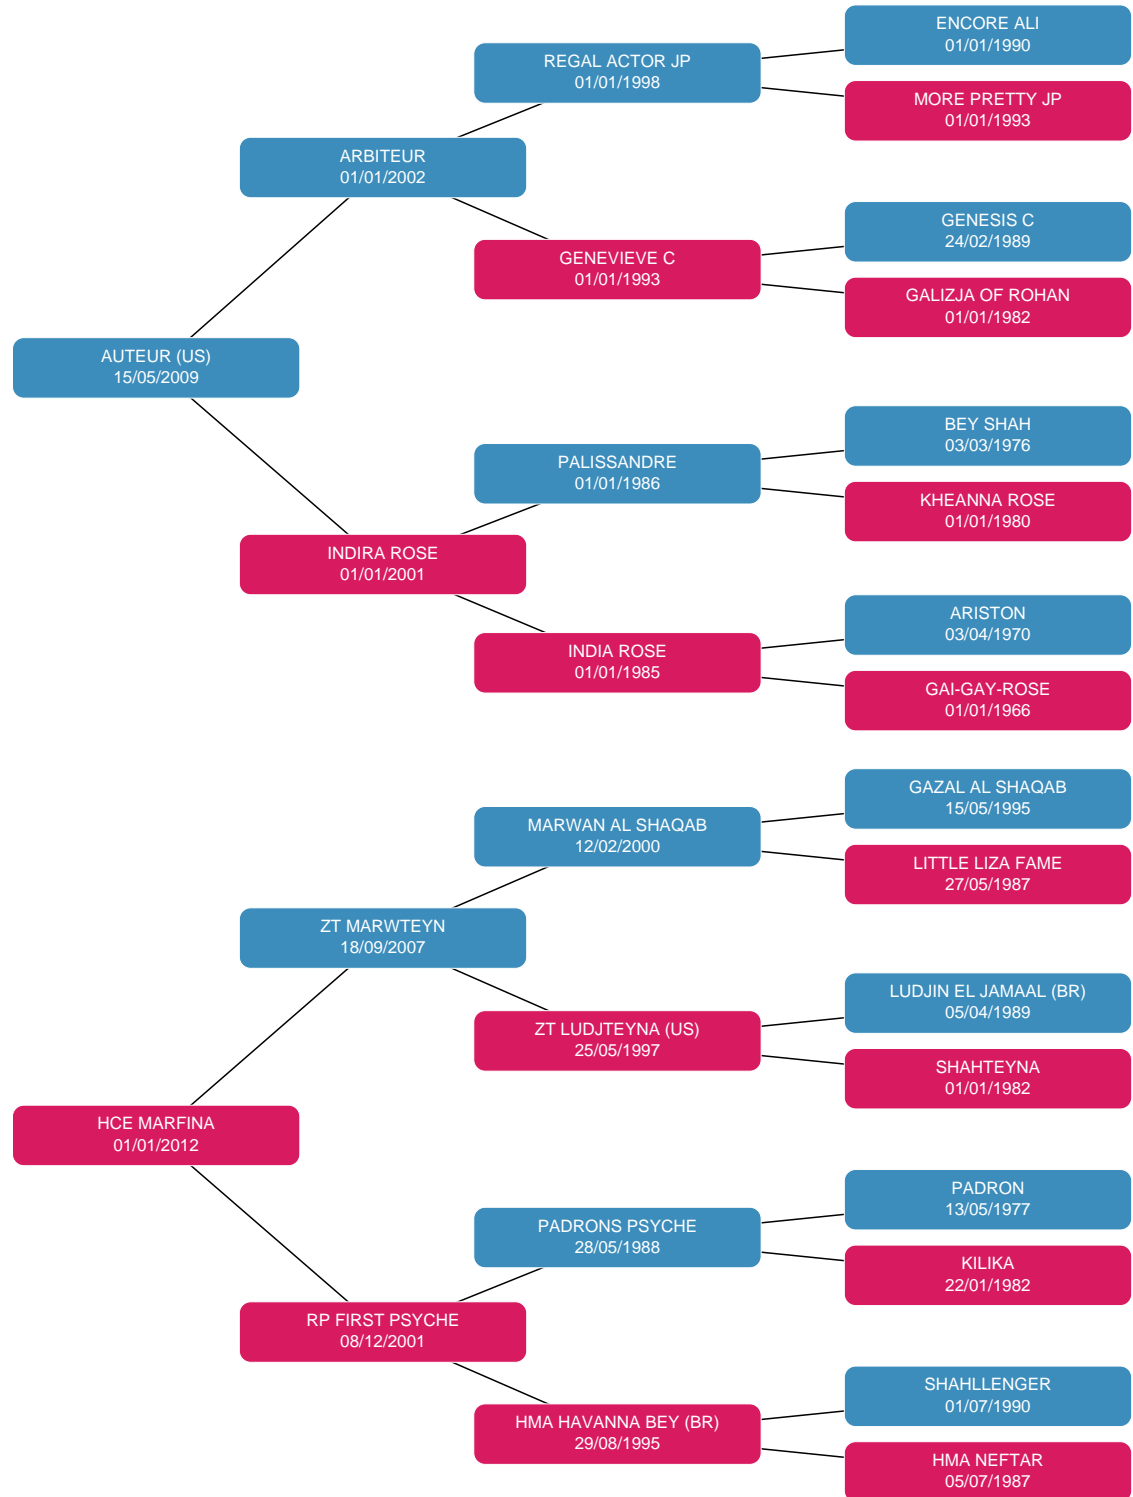 ENCORE ALI
01/01/1990
REGAL ACTOR JP
01/01/1998
MORE PRETTY JP
01/01/1993
ARBITEUR
01/01/2002
GENESIS C
24/02/1989
GENEVIEVE C
01/01/1993
GALIZJA OF ROHAN
01/01/1982
AUTEUR (US)
15/05/2009
BEY SHAH
03/03/1976
PALISSANDRE
01/01/1986
KHEANNA ROSE
01/01/1980
INDIRA ROSE
01/01/2001
ARISTON
03/04/1970
INDIA ROSE
01/01/1985
GAI-GAY-ROSE
01/01/1966
GAZAL AL SHAQAB
15/05/1995
MARWAN AL SHAQAB
12/02/2000
LITTLE LIZA FAME
27/05/1987
ZT MARWTEYN
18/09/2007
LUDJIN EL JAMAAL (BR)
05/04/1989
ZT LUDJTEYNA (US)
25/05/1997
SHAHTEYNA
01/01/1982
HCE MARFINA
01/01/2012
PADRON
13/05/1977
PADRONS PSYCHE
28/05/1988
KILIKA
22/01/1982
RP FIRST PSYCHE
08/12/2001
SHAHLLENGER
01/07/1990
HMA HAVANNA BEY (BR)
29/08/1995
HMA NEFTAR
05/07/1987